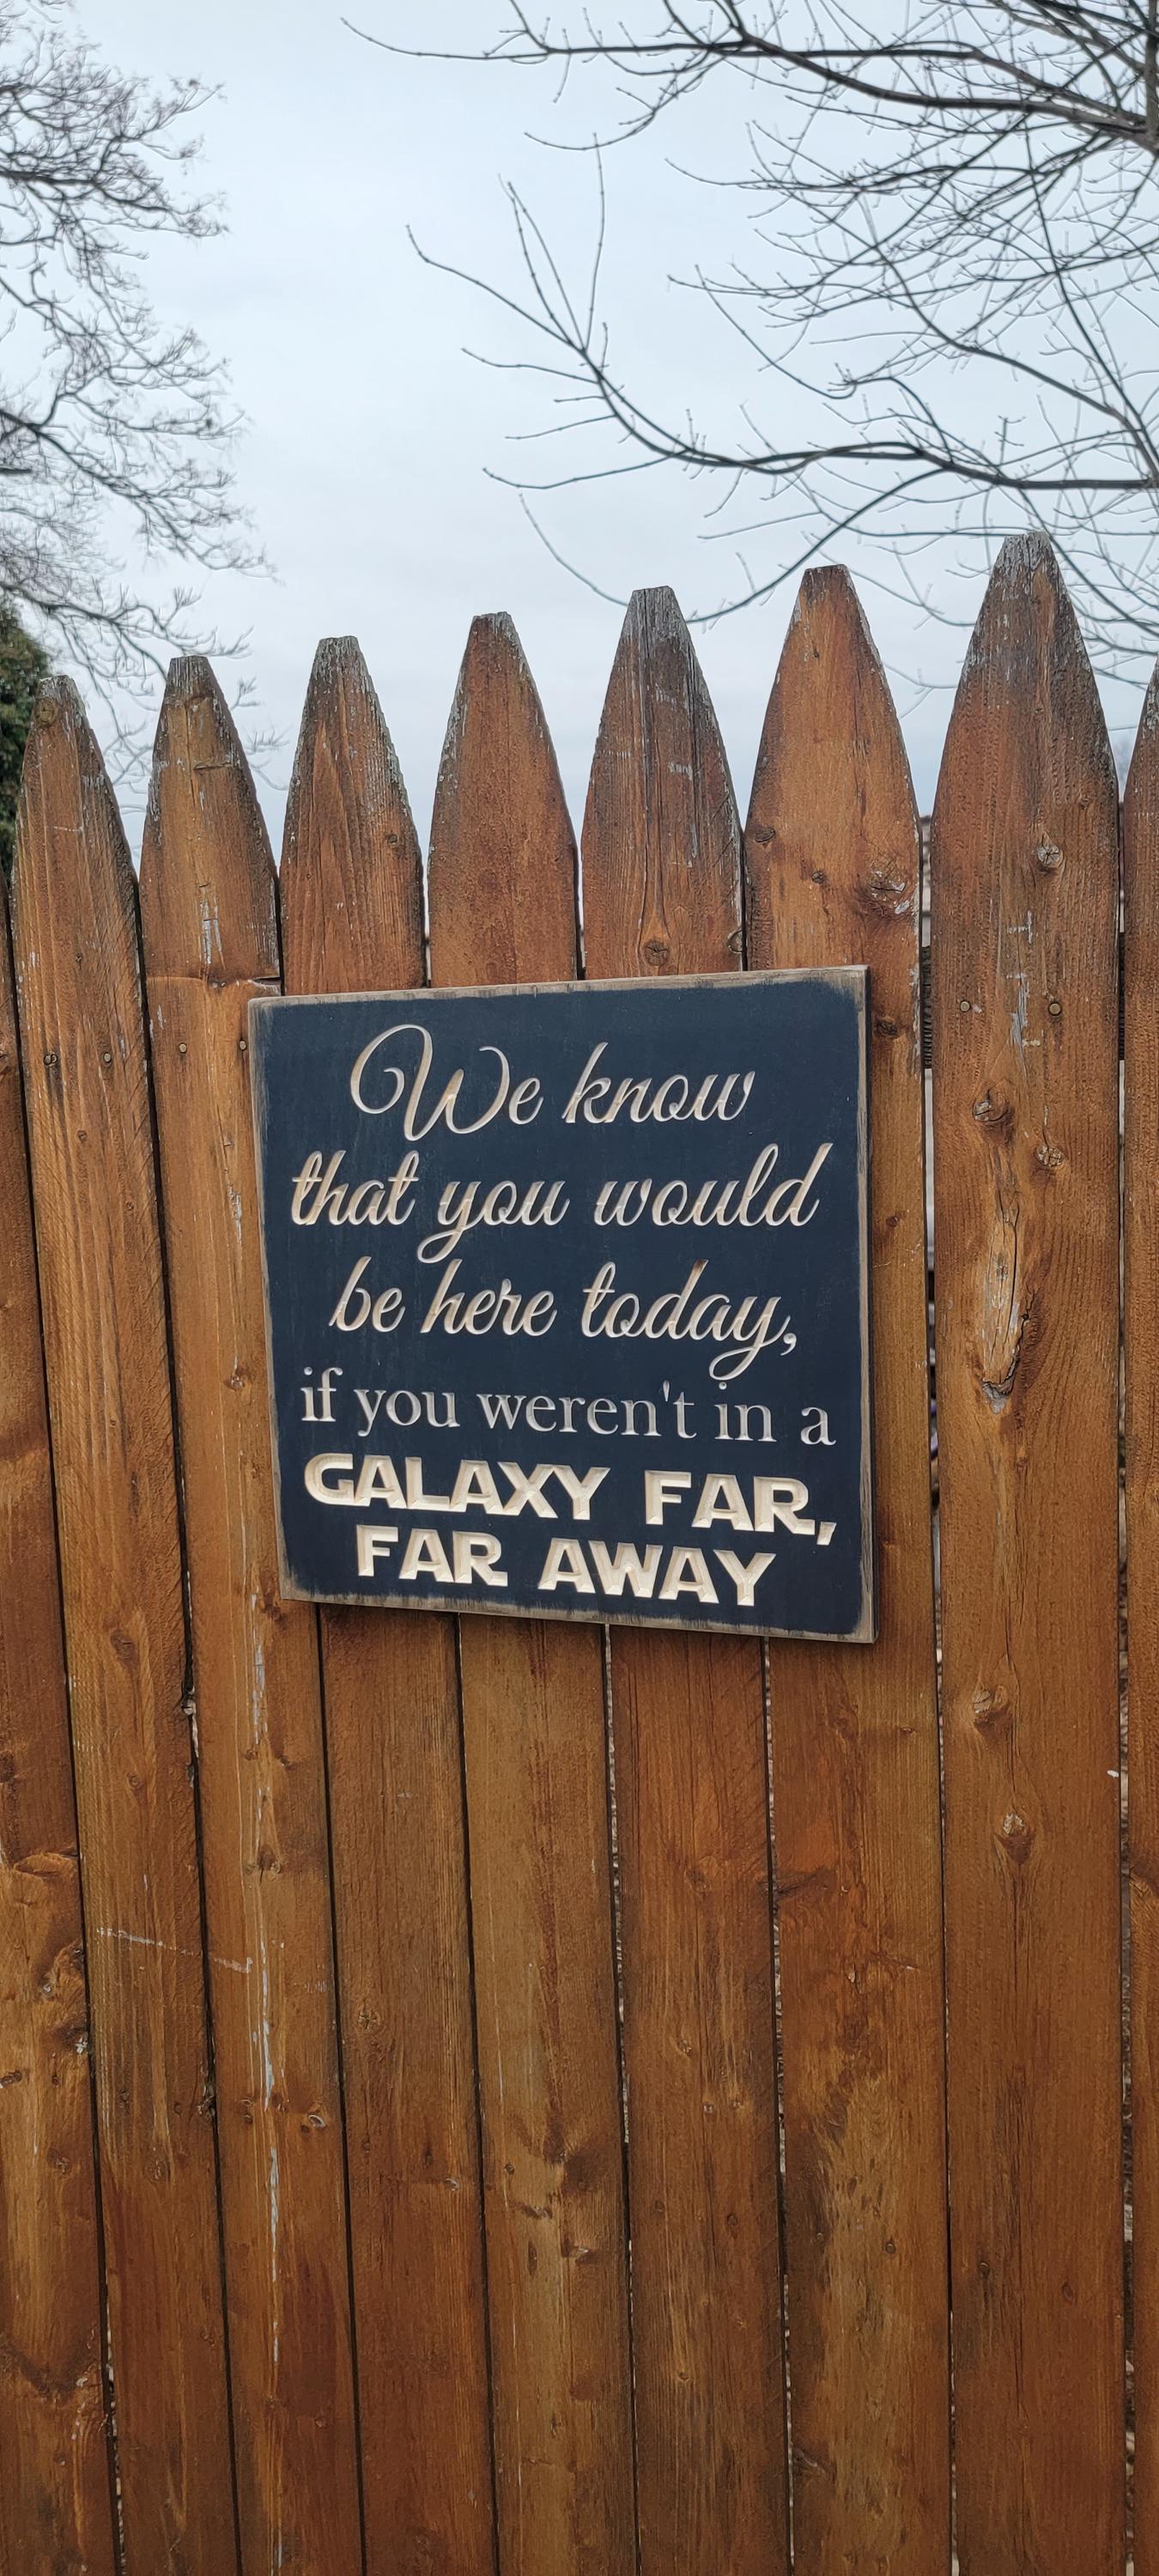 We know
that you would
be here today,
if you weren't in a
GALAXY FAR,
FAR AWAY